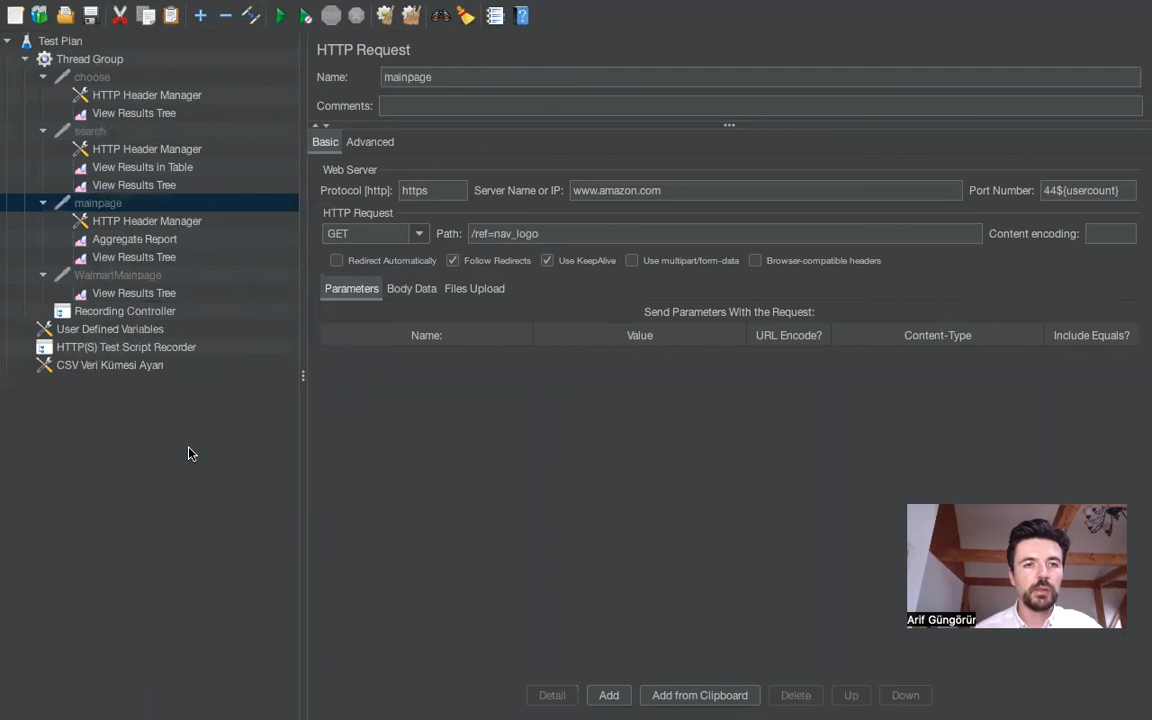 Test Plan
Thread Group
choose
HTTP Header Manager
View Results Tree
search
HTTP Header Manager
View Results in Table
View Results Tree
mainpage
HTTP Header Manager
Aggregate Report
View Results Tree
WalmartMainpage
View Results Tree
Recording Controller
User Defined Variables
HTTP(S) Test Script Recorder
CSV Veri Kümesi Ayarı
HTTP Request
Name: mainpage
Comments:
Basic Advanced
Web Server
Protocol [http]: https Server Name or IP: www.amazon.com Port Number: 44${usercount}
HTTP Request
GET Path: /ref=nav_logo Content encoding:
Redirect Automatically Follow Redirects Use KeepAlive Use multipart/form-data Browser-compatible headers
Parameters Body Data Files Upload
Send Parameters With the Request:
Name: Value URL Encode? Content-Type Include Equals?
Arif Güngörür
Detail Add Add from Clipboard Delete Up Down